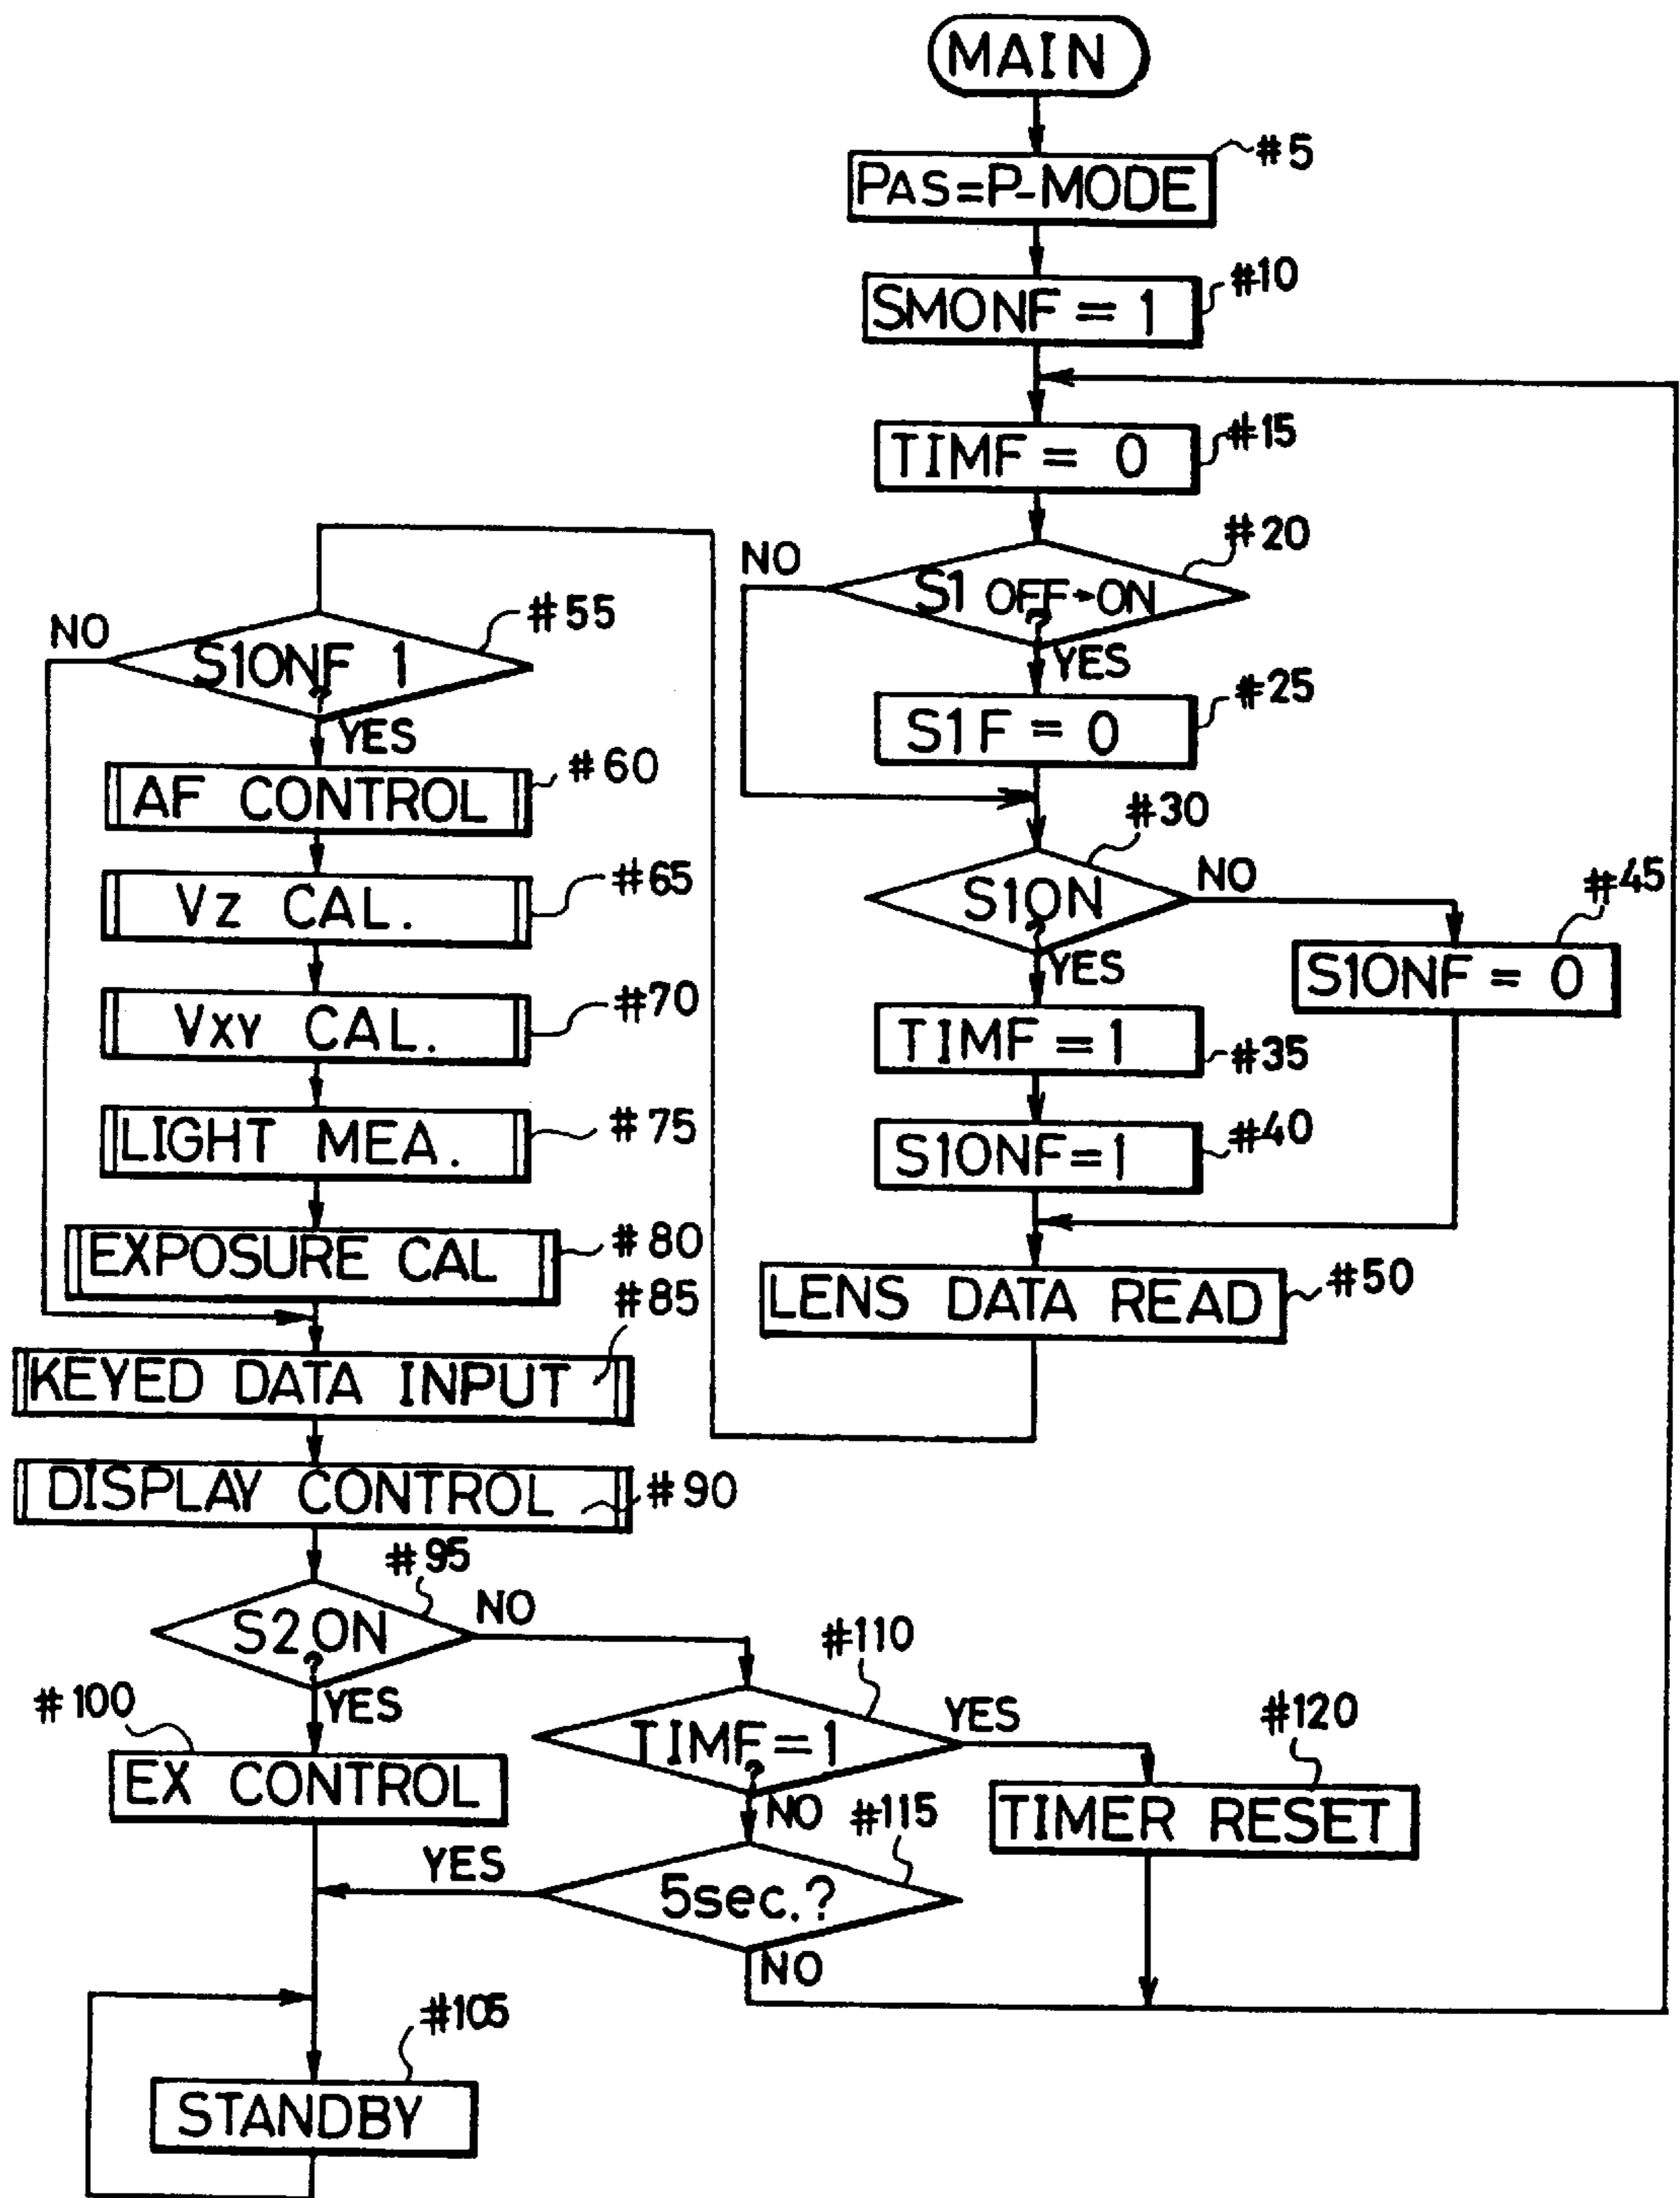 MAIN
#5
PAS=P-MODE
#10
SMONF = 1
#15
TIMF = 0
#20
S1 OFF→ON
?
NO
YES
#25
S1F = 0
#30
S1ON
?
NO
YES
#45
S1ONF = 0
TIMF = 1
#35
#40
S1ONF=1
LENS DATA READ
#50
#55
S1ONF 1
?
NO
YES
AF CONTROL
#60
VZ CAL.
#65
VXY CAL.
#70
LIGHT MEA.
#75
EXPOSURE CAL
#80
#85
KEYED DATA INPUT
DISPLAY CONTROL
#90
#95
S2 ON
?
NO
YES
#100
EX CONTROL
#110
TIMF=1
?
YES
NO
#120
TIMER RESET
#115
5sec.?
YES
NO
#105
STANDBY